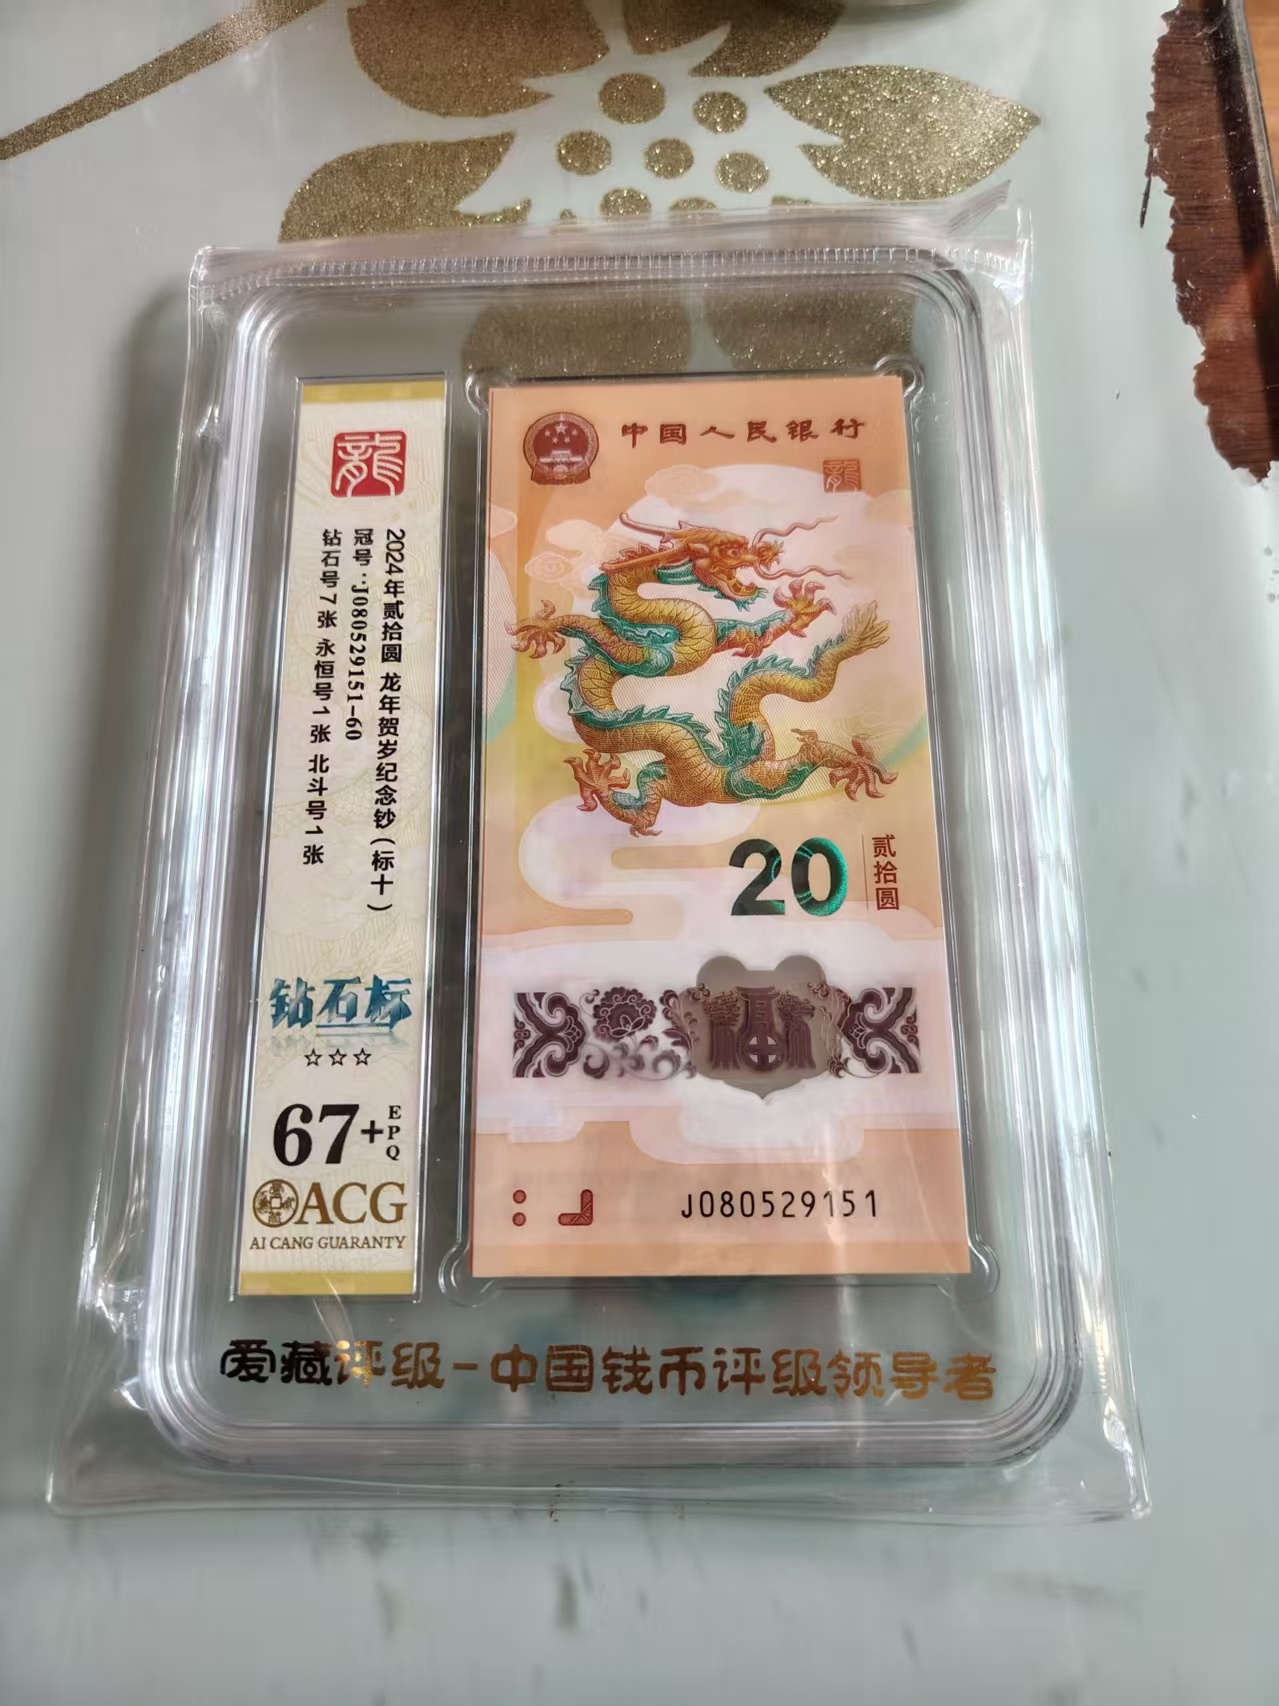 龍
2024年贰拾圆 龙年贺岁纪念钞(标十)
冠号:J080529151-60
钻石号7张 永恒号1张 北斗号1张
钻石标
☆☆☆
67+EPQ
ACG
AI CANG GUARANTY
中国人民银行
龍
20
贰拾圆
福
J080529151
爱藏评级-中国钱币评级领导者